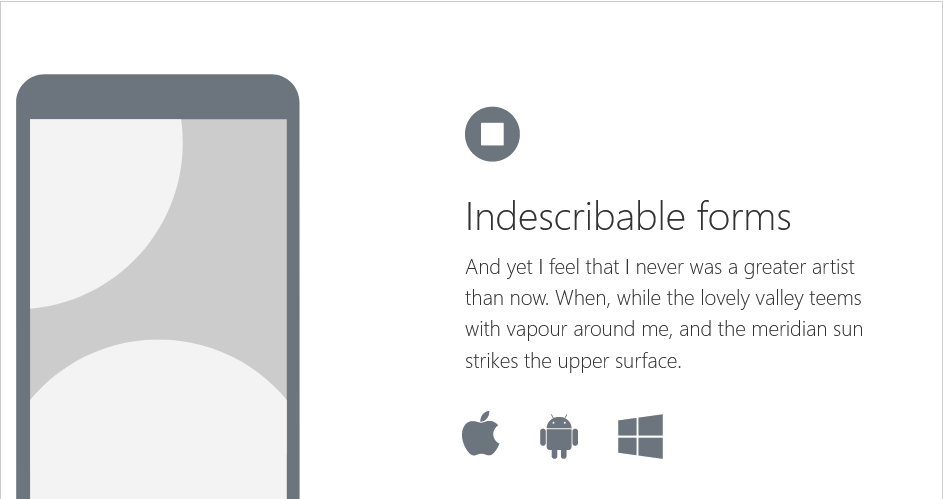 Indescribable forms
And yet I feel that I never was a greater artist
than now. When, while the lovely valley teems
with vapour around me, and the meridian sun
strikes the upper surface.